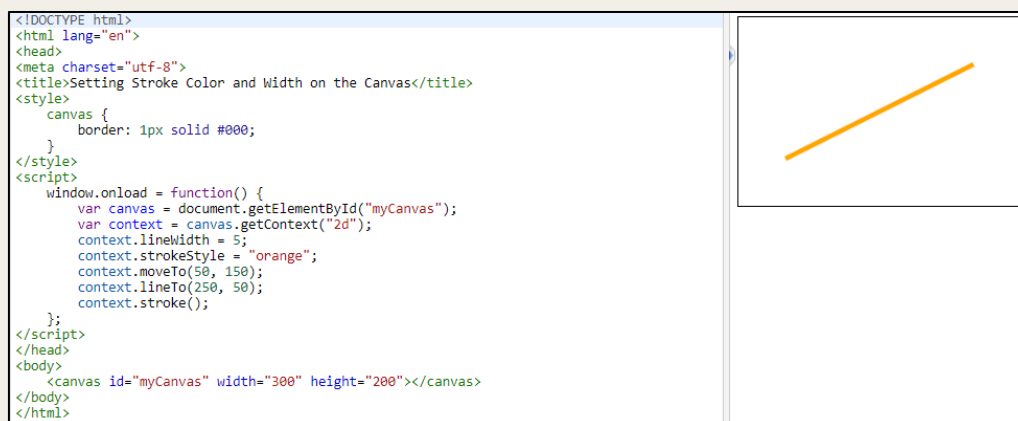 <!DOCTYPE html>
<html lang="en">
<head>
<meta charset="utf-8">
<title>Setting Stroke Color and Width on the Canvas</title>
<style>
    canvas {
        border: 1px solid #000;
    }
</style>
<script>
    window.onload = function() {
        var canvas = document.getElementById("myCanvas");
        var context = canvas.getContext("2d");
        context.lineWidth = 5;
        context.strokeStyle = "orange";
        context.moveTo(50, 150);
        context.lineTo(250, 50);
        context.stroke();
    };
</script>
</head>
<body>
    <canvas id="myCanvas" width="300" height="200"></canvas>
</body>
</html>